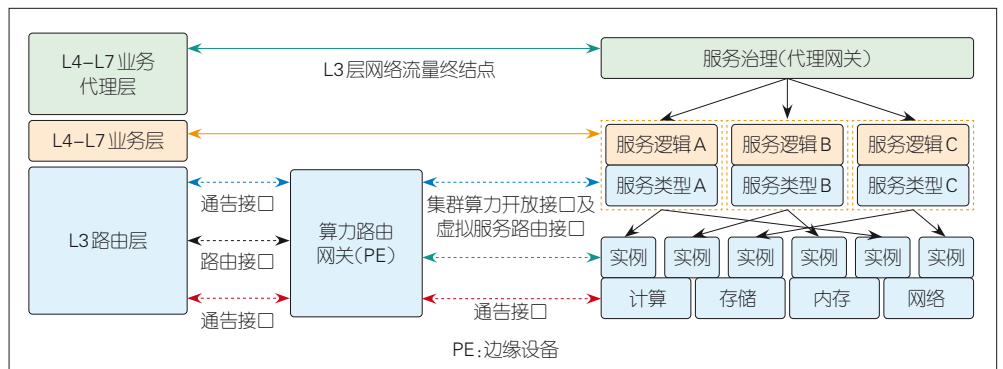 L4-L7业务
代理层
L3层网络流量终结点
服务治理(代理网关)
L4-L7业务层
服务逻辑A
服务逻辑B
服务逻辑C
服务类型A
服务类型B
服务类型C
L3路由层
通告接口
路由接口
通告接口
算力路由
网关(PE)
集群算力开放接口及
虚拟服务路由接口
通告接口
实例
实例
实例
实例
实例
实例
计算
存储
内存
网络
PE:边缘设备